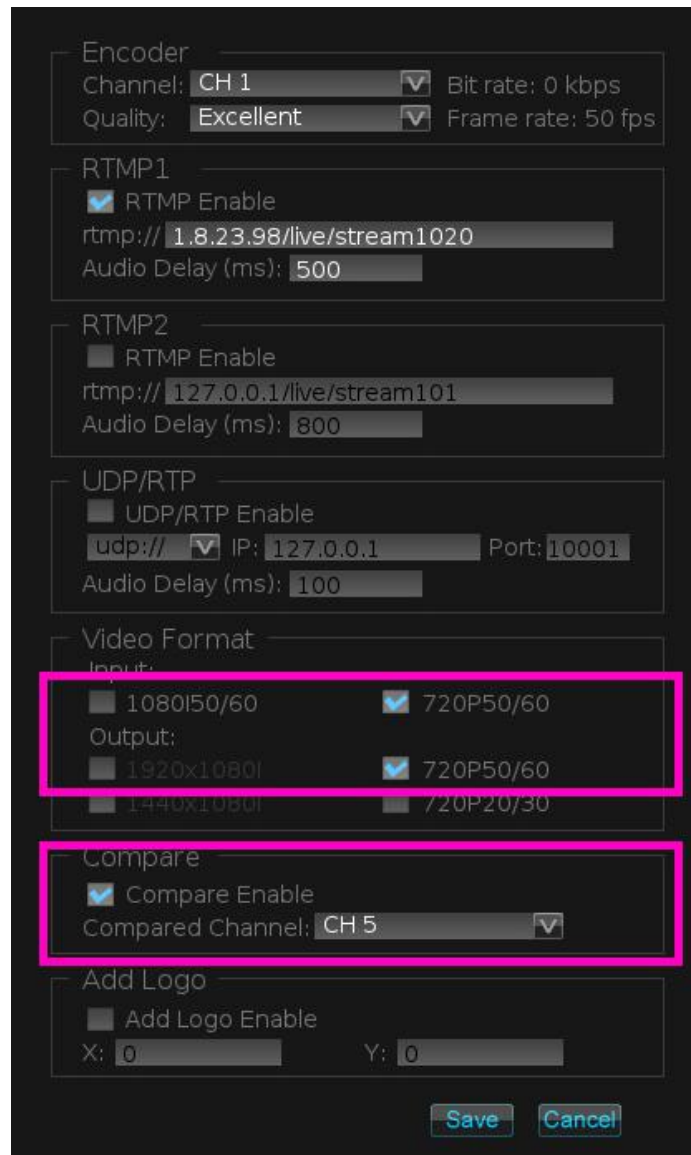 Encoder
Channel: CH 1 Bit rate: 0 kbps
Quality: Excellent Frame rate: 50 fps
RTMP1
RTMP Enable
rtmp:// 1.8.23.98/live/stream1020
Audio Delay (ms): 500
RTMP2
RTMP Enable
rtmp:// 127.0.0.1/live/stream101
Audio Delay (ms): 800
UDP/RTP
UDP/RTP Enable
udp:// IP: 127.0.0.1 Port: 10001
Audio Delay (ms): 100
Video Format
Input:
1080I50/60 720P50/60
Output:
1920x1080I 720P50/60
1440x1080I 720P20/30
Compare
Compare Enable
Compared Channel: CH 5
Add Logo
Add Logo Enable
X: 0 Y: 0
Save Cancel